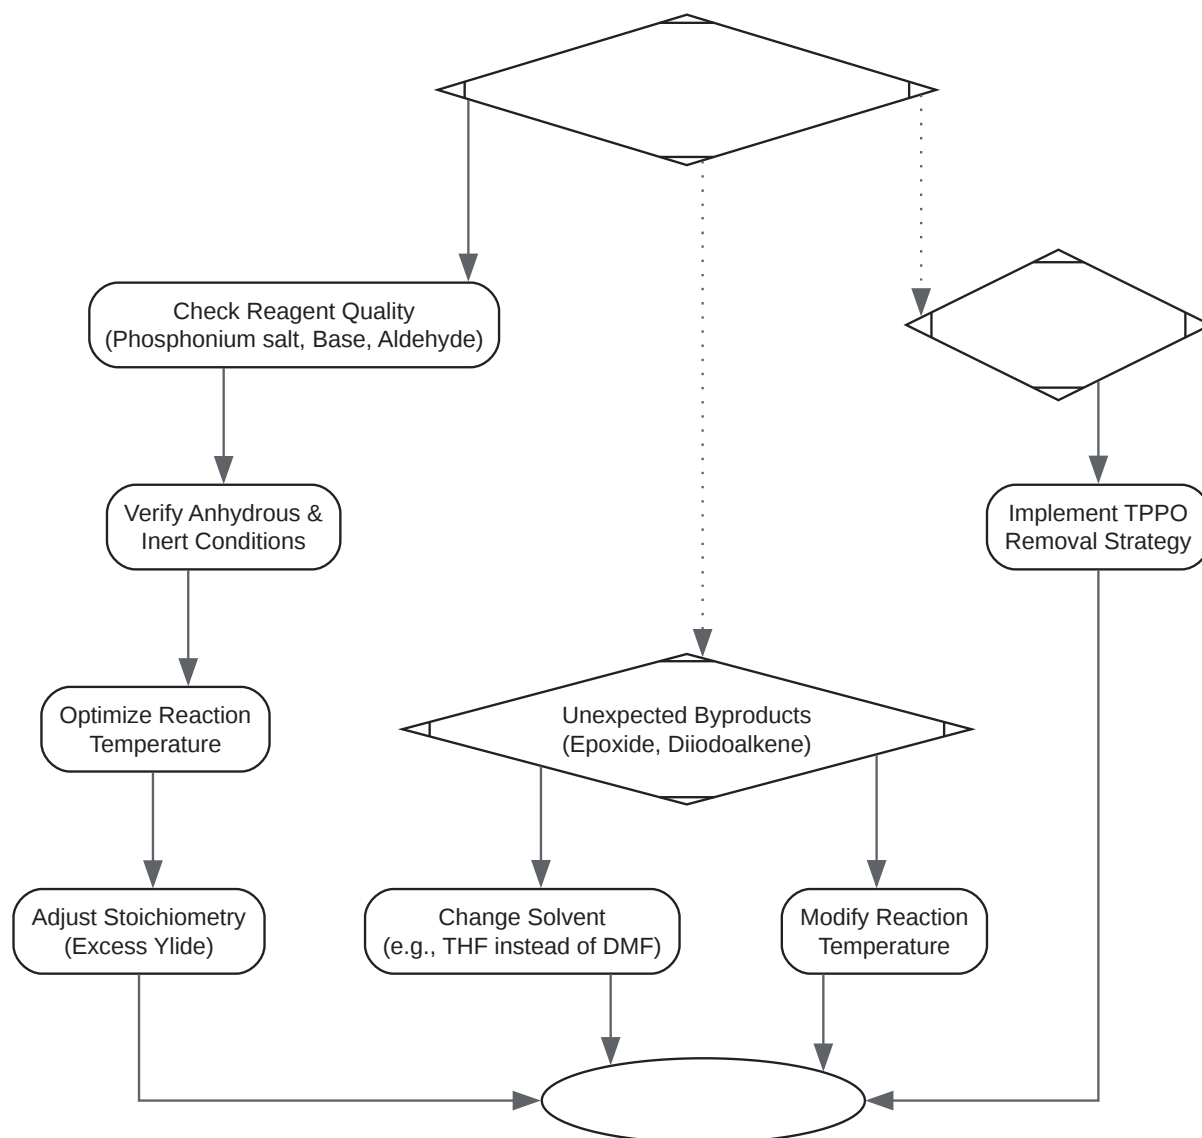 Check Reagent Quality
(Phosphonium salt, Base, Aldehyde)
Verify Anhydrous &
Inert Conditions
Implement TPPO
Removal Strategy
Optimize Reaction
Temperature
Unexpected Byproducts
(Epoxide, Diiodoalkene)
Adjust Stoichiometry
(Excess Ylide)
Change Solvent
(e.g., THF instead of DMF)
Modify Reaction
Temperature